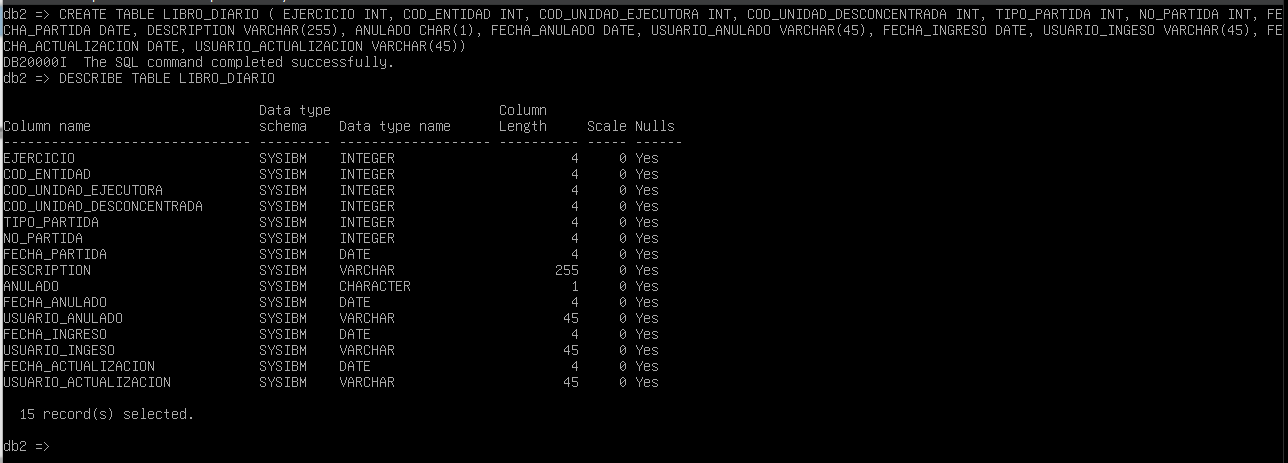 db2 => CREATE TABLE LIBRO_DIARIO ( EJERCICIO INT, COD_ENTIDAD INT, COD_UNIDAD_EJECUTORA INT, COD_UNIDAD_DESCONCENTRADA INT, TIPO_PARTIDA INT, NO_PARTIDA INT, FE
CHA_PARTIDA DATE, DESCRIPTION VARCHAR(255), ANULADO CHAR(1), FECHA_ANULADO DATE, USUARIO_ANULADO VARCHAR(45), FECHA_INGRESO DATE, USUARIO_INGESO VARCHAR(45), FE
CHA_ACTUALIZACION DATE, USUARIO_ACTUALIZACION VARCHAR(45))
DB20000I  The SQL command completed successfully.
db2 => DESCRIBE TABLE LIBRO_DIARIO

                                Data type                     Column
Column name                     schema    Data type name      Length     Scale Nulls
------------------------------- --------- ------------------- ---------- ----- ------
EJERCICIO                       SYSIBM    INTEGER                      4     0 Yes
COD_ENTIDAD                     SYSIBM    INTEGER                      4     0 Yes
COD_UNIDAD_EJECUTORA            SYSIBM    INTEGER                      4     0 Yes
COD_UNIDAD_DESCONCENTRADA       SYSIBM    INTEGER                      4     0 Yes
TIPO_PARTIDA                    SYSIBM    INTEGER                      4     0 Yes
NO_PARTIDA                      SYSIBM    INTEGER                      4     0 Yes
FECHA_PARTIDA                   SYSIBM    DATE                         4     0 Yes
DESCRIPTION                     SYSIBM    VARCHAR                    255     0 Yes
ANULADO                         SYSIBM    CHARACTER                    1     0 Yes
FECHA_ANULADO                   SYSIBM    DATE                         4     0 Yes
USUARIO_ANULADO                 SYSIBM    VARCHAR                     45     0 Yes
FECHA_INGRESO                   SYSIBM    DATE                         4     0 Yes
USUARIO_INGESO                  SYSIBM    VARCHAR                     45     0 Yes
FECHA_ACTUALIZACION             SYSIBM    DATE                         4     0 Yes
USUARIO_ACTUALIZACION           SYSIBM    VARCHAR                     45     0 Yes

  15 record(s) selected.

db2 =>